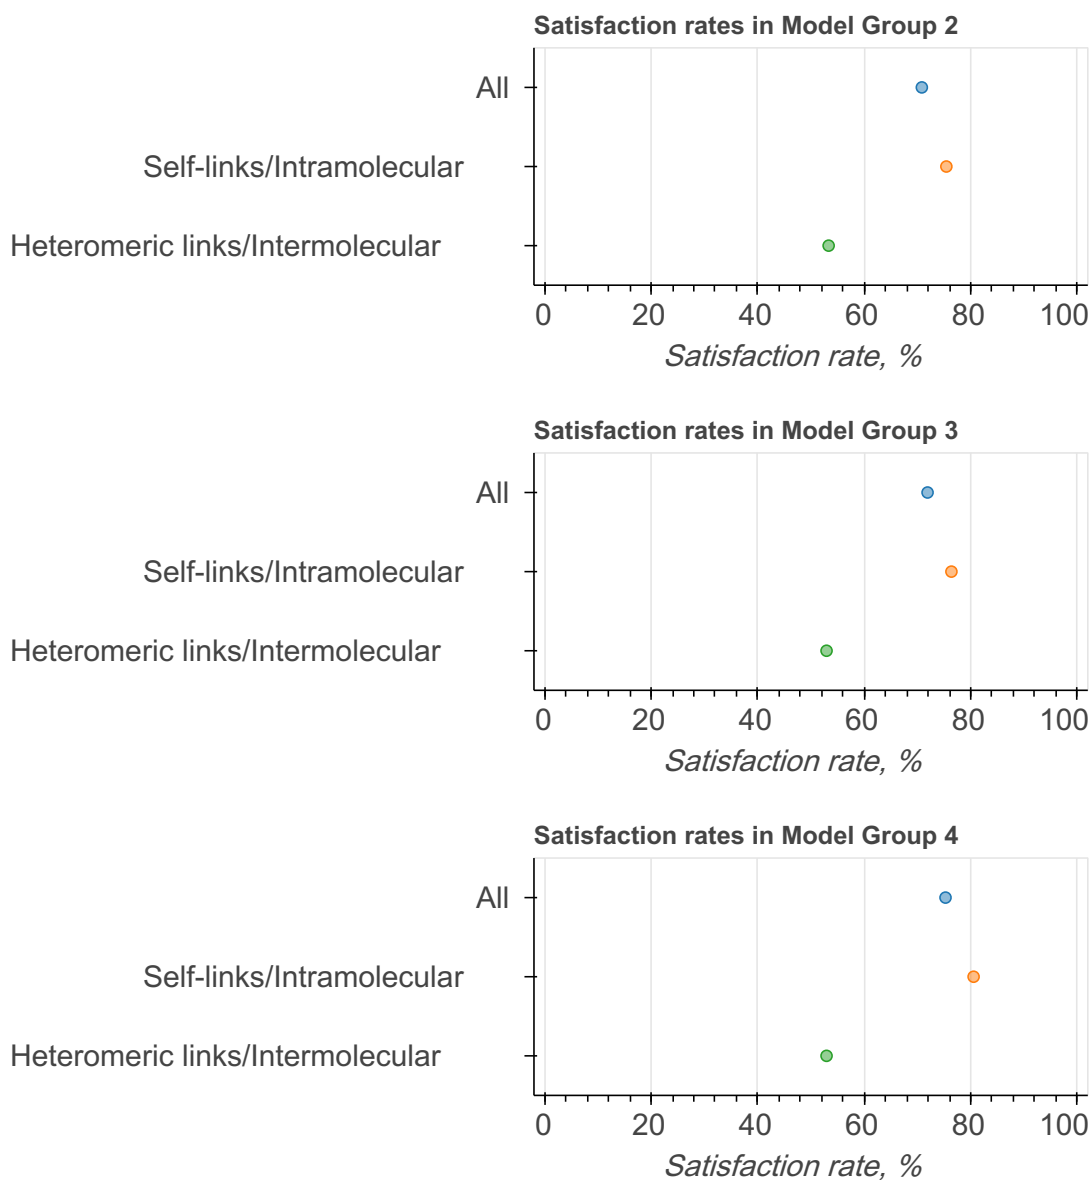 Satisfaction rates in Model Group 2
All
Self-links/Intramolecular
Heteromeric links/Intermolecular
0 20 40 60 80 100
Satisfaction rate, %
Satisfaction rates in Model Group 3
All
Self-links/Intramolecular
Heteromeric links/Intermolecular
0 20 40 60 80 100
Satisfaction rate, %
Satisfaction rates in Model Group 4
All
Self-links/Intramolecular
Heteromeric links/Intermolecular
0 20 40 60 80 100
Satisfaction rate, %